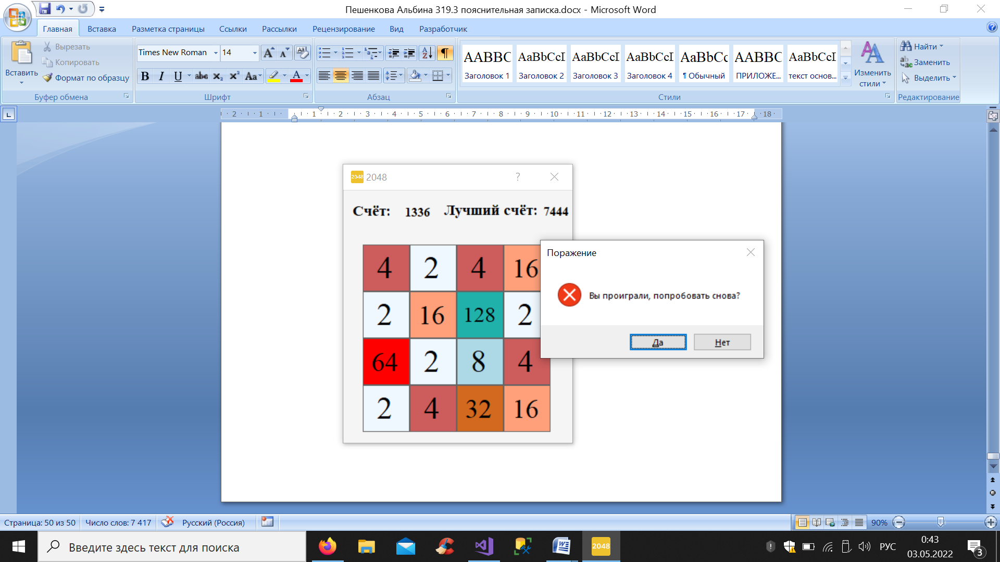 Пешенкова Альбина 319.3 пояснительная записка.docx - Microsoft Word
Главная Вставка Разметка страницы Ссылки Рассылки Рецензирование Вид Разработчик
Вставить
Вырезать
Копировать
Формат по образцу
Буфер обмена
Times New Roman 14
Шрифт
Абзац
AABBC AaBbCcI AaBbCcI AaBbCcI AaBbCc AABBC AaBbCcI
Заголовок 1 Заголовок 2 Заголовок 3 Заголовок 4 ¶ Обычный ПРИЛОЖЕ... текст основ...
Стили
Изменить
стили
Найти
Заменить
Выделить
Редактирование
2 1 1 2 3 4 5 6 7 8 9 10 11 12 13 14 15 16 17 18
2048 2048 ?
Счёт: 1336 Лучший счёт: 7444
4 2 4 16
2 16 128 2
64 2 8 4
2 4 32 16
Поражение
Вы проиграли, попробовать снова?
Да Нет
Страница: 50 из 50 Число слов: 7 417 Русский (Россия) 90%
Введите здесь текст для поиска
2048
РУС
0:43
03.05.2022
3